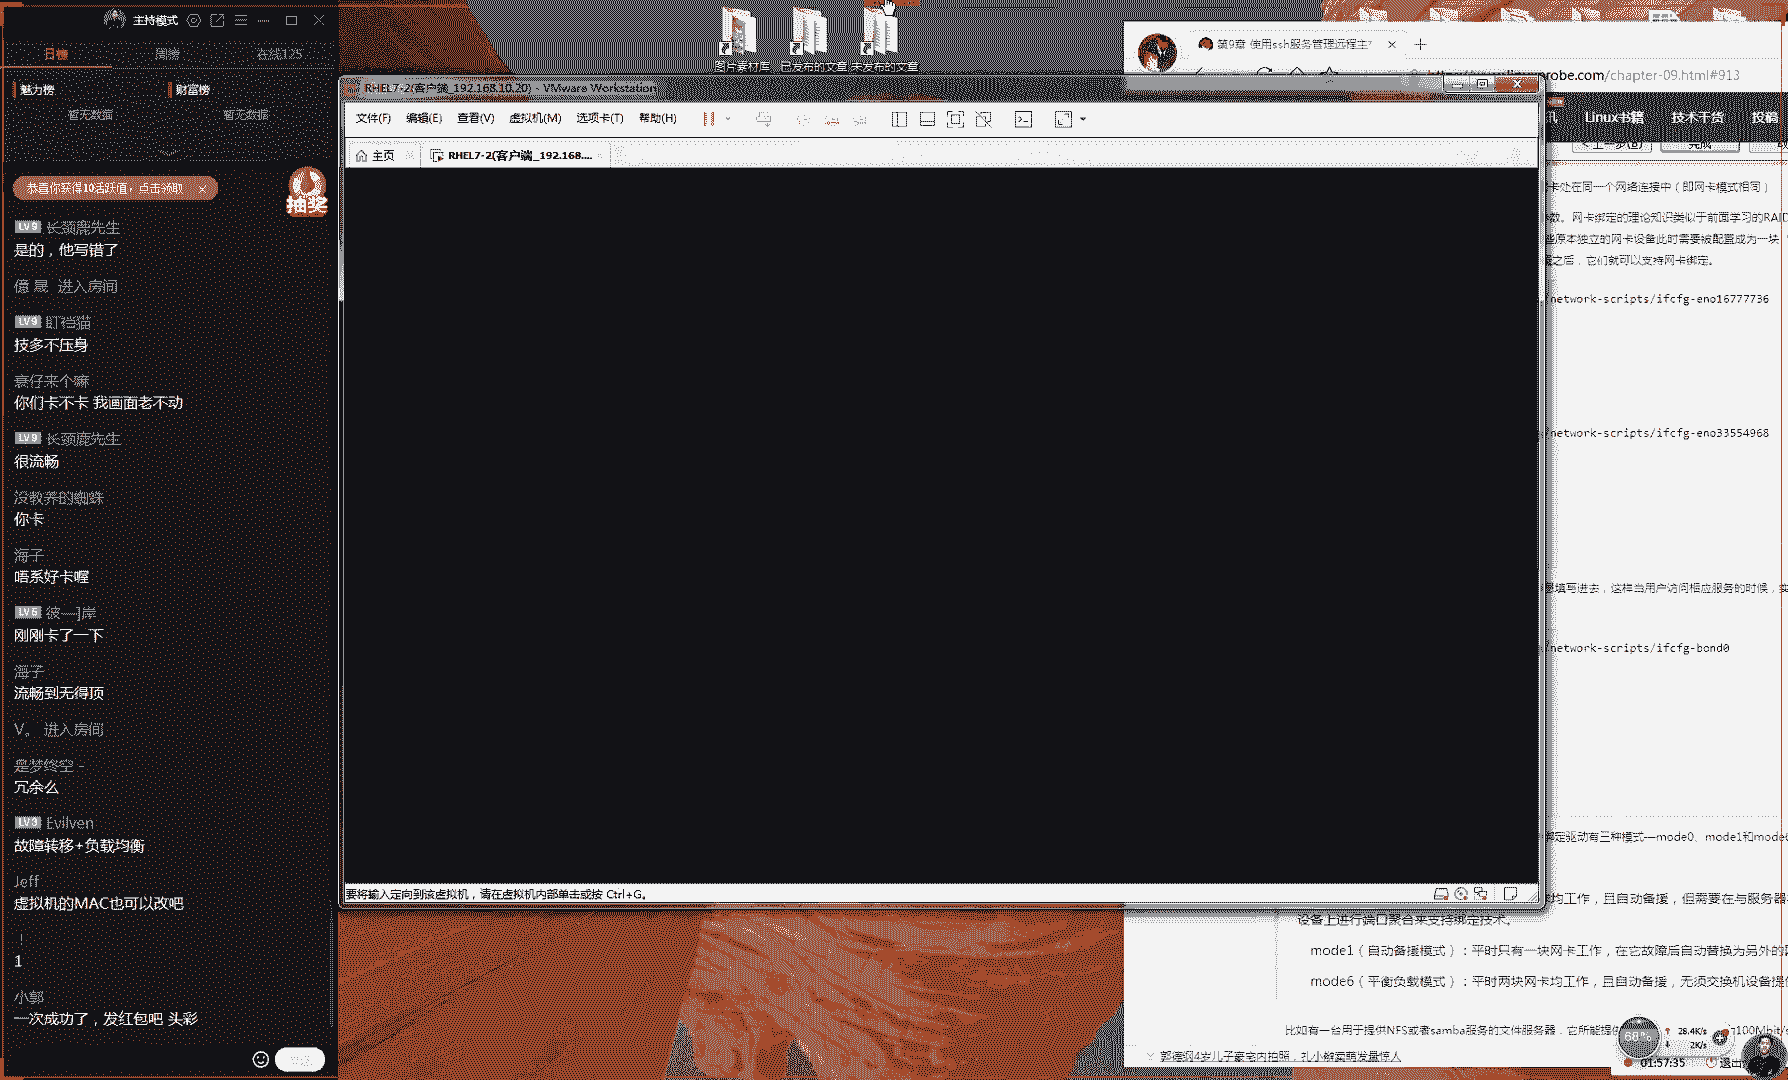 主持模式
日榜
周榜
在线125
魅力榜
财富榜
暂无数据
暂无数据
恭喜你获得10活跃值，点击领取
抽奖
LV9 长颈鹿先生
是的，他写错了
億 晟 进入房间
LV9 盯裆猫
技多不压身
衰仔来个嘛
你们卡不卡 我画面老不动
LV9 长颈鹿先生
很流畅
没教养的蜘蛛
你卡
海子
唔系好卡喔
LV5 彼—]岸
刚刚卡了一下
海子
流畅到无得顶
V。 进入房间
是梦终空 -
冗余么
LV3 Evilven
故障转移+负载均衡
Jeff
虚拟机的MAC也可以改吧
！
1
小郭
一次成功了，发红包吧 头彩
图片素材库
已发布的文章
未发布的文章
RHEL7-2(客户端_192.168.10.20) - VMware Workstation
文件(F) 编辑(E) 查看(V) 虚拟机(M) 选项卡(T) 帮助(H)
主页
RHEL7-2(客户端_192.168....
要将输入定向到该虚拟机，请在虚拟机内部单击或按 Ctrl+G。
第9章 使用ssh服务管理远程主
probe.com/chapter-09.html#913
讯 Linux书籍 技术干货 投稿
< 上一步(B) 完成
卡处在同一个网络连接中（即网卡模式相同）
数。网卡绑定的理论知识类似于前面学习的RAID
些原本独立的网卡设备此时需要被配置成为一块
之后，它们就可以支持网卡绑定。
/network-scripts/ifcfg-eno16777736
/network-scripts/ifcfg-eno33554968
填写进去，这样当用户访问相应服务的时候，实
/network-scripts/ifcfg-bond0
绑定驱动有三种模式—mode0、mode1和mode6
均工作，且自动备援，但需要在与服务器
设备上进行端口聚合来支持绑定技术。
mode1（自动备援模式）：平时只有一块网卡工作，在它故障后自动替换为另外的
mode6（平衡负载模式）：平时两块网卡均工作，且自动备援，无须交换机设备提供
比如有一台用于提供NFS或者samba服务的文件服务器，它所能提供
100Mbit/s
郭德纲4岁儿子豪宅内拍照，扎小辫卖萌发量惊人
68%
28.4K/s
2K/s
01:57:35
退出